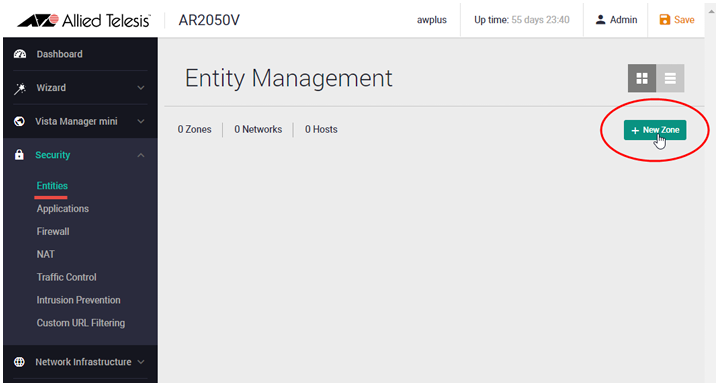 Allied Telesis AR2050V awplus Up time: 55 days 23:40 Admin Save
Dashboard
Wizard
Vista Manager mini
Security
Entities
Applications
Firewall
NAT
Traffic Control
Intrusion Prevention
Custom URL Filtering
Network Infrastructure
Entity Management
0 Zones 0 Networks 0 Hosts + New Zone